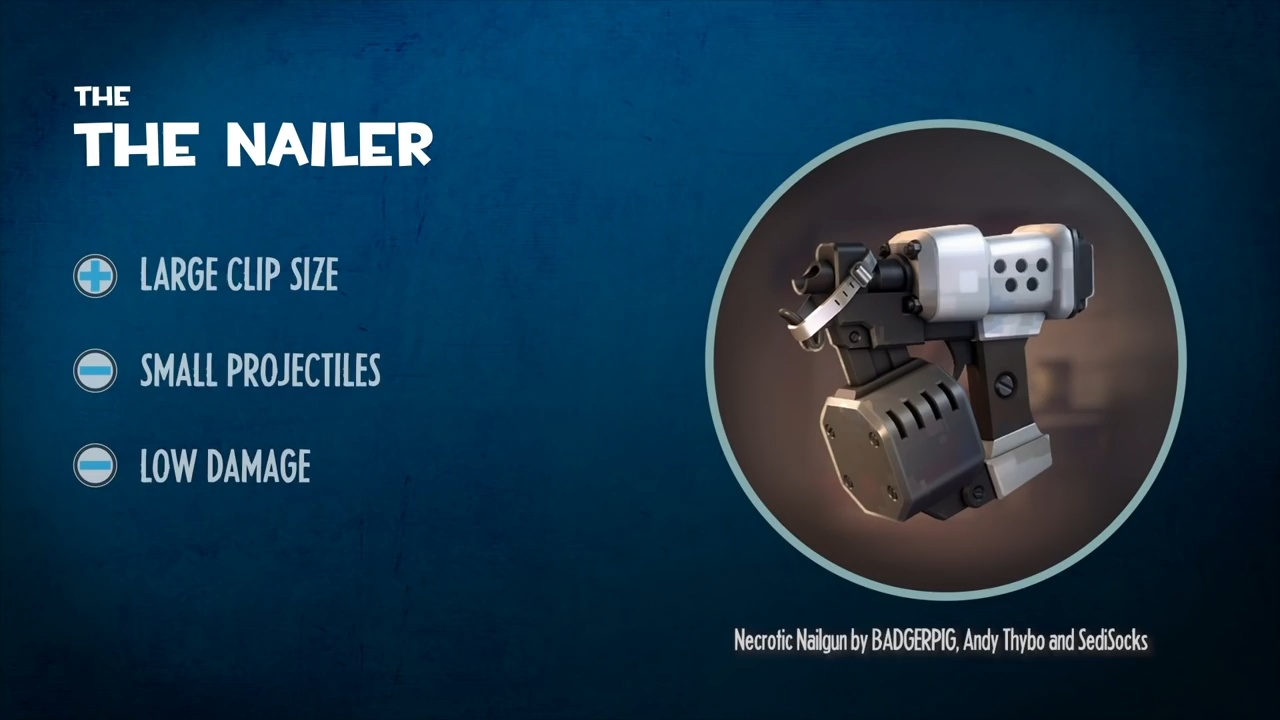 THE
THE NAILER
LARGE CLIP SIZE
SMALL PROJECTILES
LOW DAMAGE
Necrotic Nailgun by BADGERPIG, Andy Thybo and SediSocks